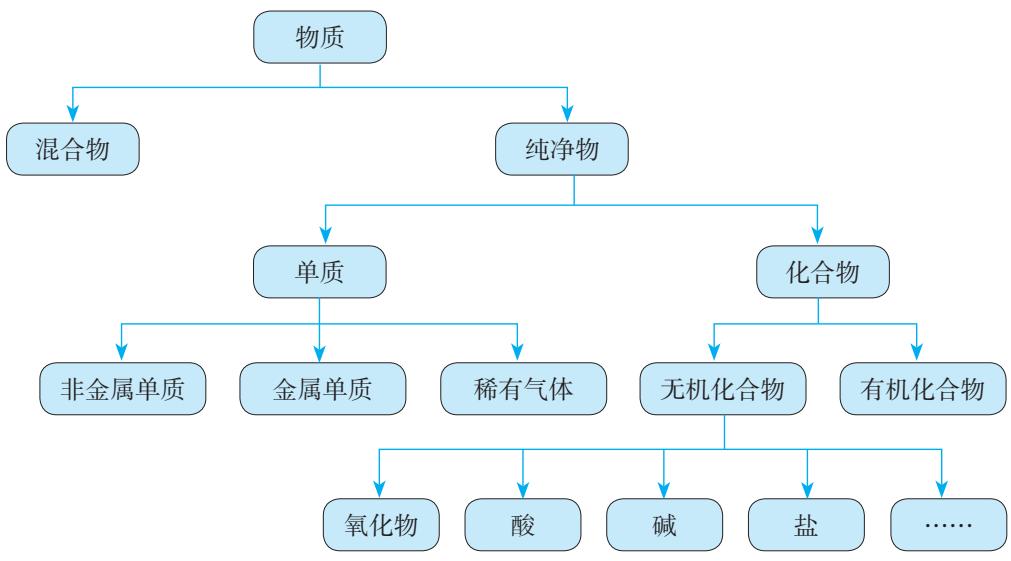 物质
混合物
纯净物
单质
化合物
非金属单质
金属单质
稀有气体
无机化合物
有机化合物
氧化物
酸
碱
盐
……